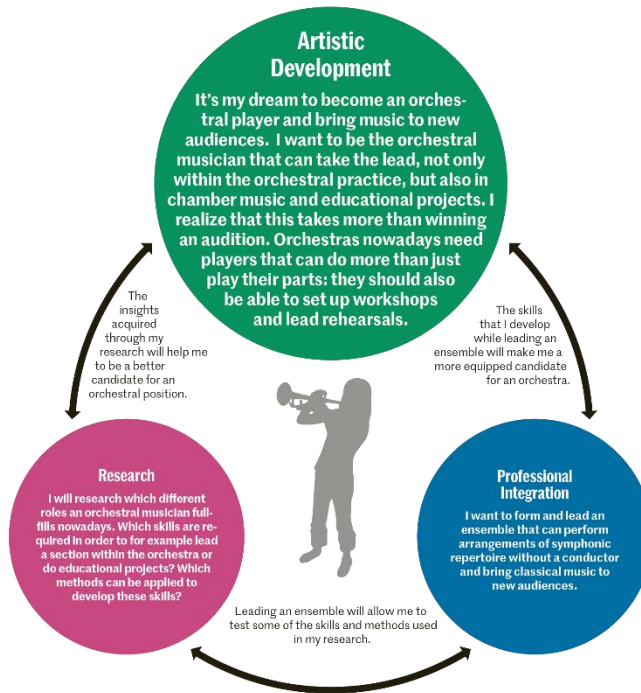 Artistic
Development
It's my dream to become an orches-
tral player and bring music to new
audiences. I want to be the orchestral
musician that can take the lead, not only
within the orchestral practice, but also in
chamber music and educational projects. I
realize that this takes more than winning
an audition. Orchestras nowadays need
players that can do more than just
play their parts: they should also
be able to set up workshops
and lead rehearsals.
The
insights
acquired
through my
research will help me
to be a better
candidate for an
orchestral position.
The skills
that I develop
while leading an
ensemble will make me a
more equipped candidate
for an orchestra.
Research
I will research which different
roles an orchestral musician full-
fills nowadays. Which skills are re-
quired in order to for example lead
a section within the orchestra or
do educational projects? Which
methods can be applied to
develop these skills?
Professional
Integration
I want to form and lead an
ensemble that can perform
arrangements of symphonic
repertoire without a conductor
and bring classical music to
new audiences.
Leading an ensemble will allow me to
test some of the skills and methods used
in my research.